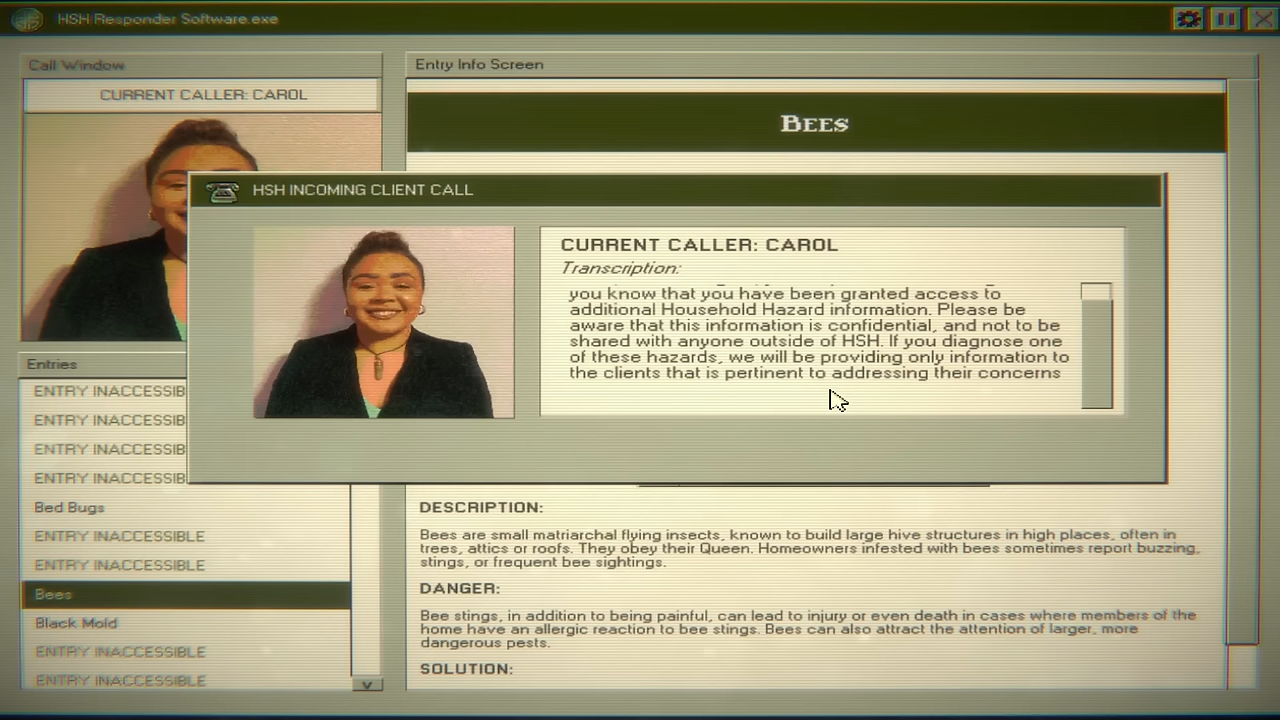 HSH Responder Software.exe
Call Window
CURRENT CALLER: CAROL
Entry Info Screen
BEES
HSH INCOMING CLIENT CALL
CURRENT CALLER: CAROL
Transcription:
you know that you have been granted access to
additional Household Hazard information. Please be
aware that this information is confidential, and not to be
shared with anyone outside of HSH. If you diagnose one
of these hazards, we will be providing only information to
the clients that is pertinent to addressing their concerns
Entries
ENTRY INACCESSIB
ENTRY INACCESSIB
ENTRY INACCESSIB
ENTRY INACCESSIB
Bed Bugs
ENTRY INACCESSIBLE
ENTRY INACCESSIBLE
Bees
Black Mold
ENTRY INACCESSIBLE
ENTRY INACCESSIBLE
DESCRIPTION:
Bees are small matriarchal flying insects, known to build large hive structures in high places, often in
trees, attics or roofs. They obey their Queen. Homeowners infested with bees sometimes report buzzing,
stings, or frequent bee sightings.
DANGER:
Bee stings, in addition to being painful, can lead to injury or even death in cases where members of the
home have an allergic reaction to bee stings. Bees can also attract the attention of larger, more
dangerous pests.
SOLUTION: